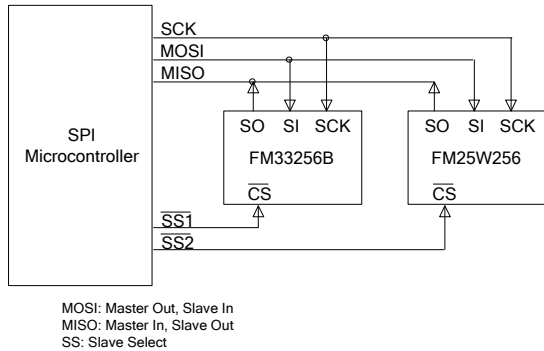 SCK
MOSI
MISO
SO SI SCK
SO SI SCK
SPI
Microcontroller
FM33256B
FM25W256
CS
CS
SS1
SS2
MOSI: Master Out, Slave In
MISO: Master In, Slave Out
SS: Slave Select